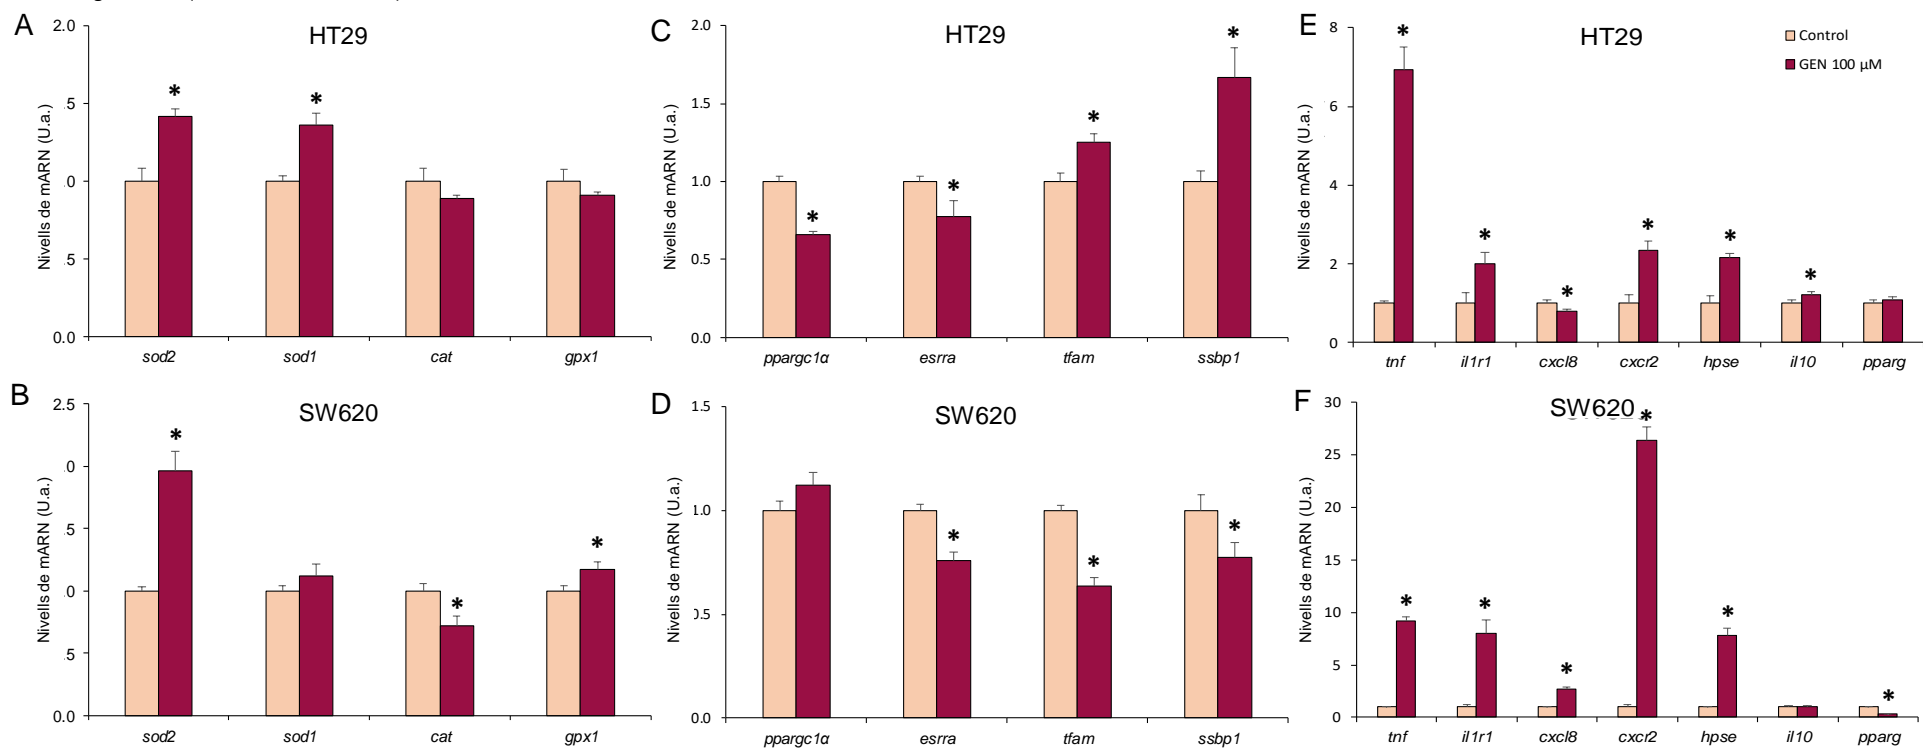 A
HT29
2.0
.5
.0
.5
0.0
Nivells de mARN (U.a.)
*
*
sod2
sod1
cat
gpx1
C
HT29
2.0
1.5
1.0
0.5
0.0
Nivells de mARN (U.a.)
*
*
*
*
ppargc1α
esrra
tfam
ssbp1
E
HT29
Control
GEN 100 µM
8
6
4
2
0
Nivells de mARN (U.a.)
*
*
*
*
*
*
tnf
il1r1
cxcl8
cxcr2
hpse
il10
pparg
B
SW620
2.5
.0
.5
.0
.5
0.0
Nivells de mARN (U.a.)
*
*
*
sod2
sod1
cat
gpx1
D
SW620
1.5
1.0
0.5
0.0
Nivells de mARN (U.a.)
*
*
*
ppargc1α
esrra
tfam
ssbp1
F
SW620
30
25
20
15
10
5
0
Nivells de mARN (U.a.)
*
*
*
*
*
*
tnf
il1r1
cxcl8
cxcr2
hpse
il10
pparg